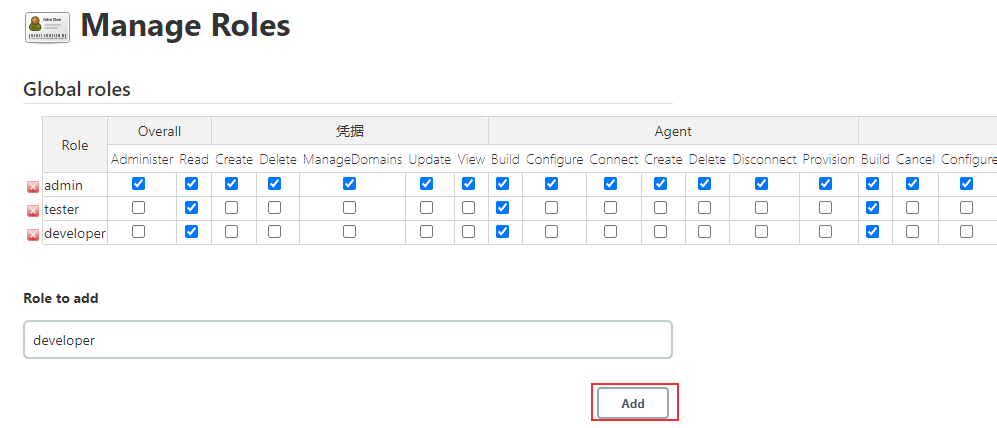 John Doe
Manage Roles
Global roles
Role Overall 凭据 Agent
Administer Read Create Delete ManageDomains Update View Build Configure Connect Create Delete Disconnect Provision Build Cancel Configure
admin
tester
developer
Role to add
developer
Add